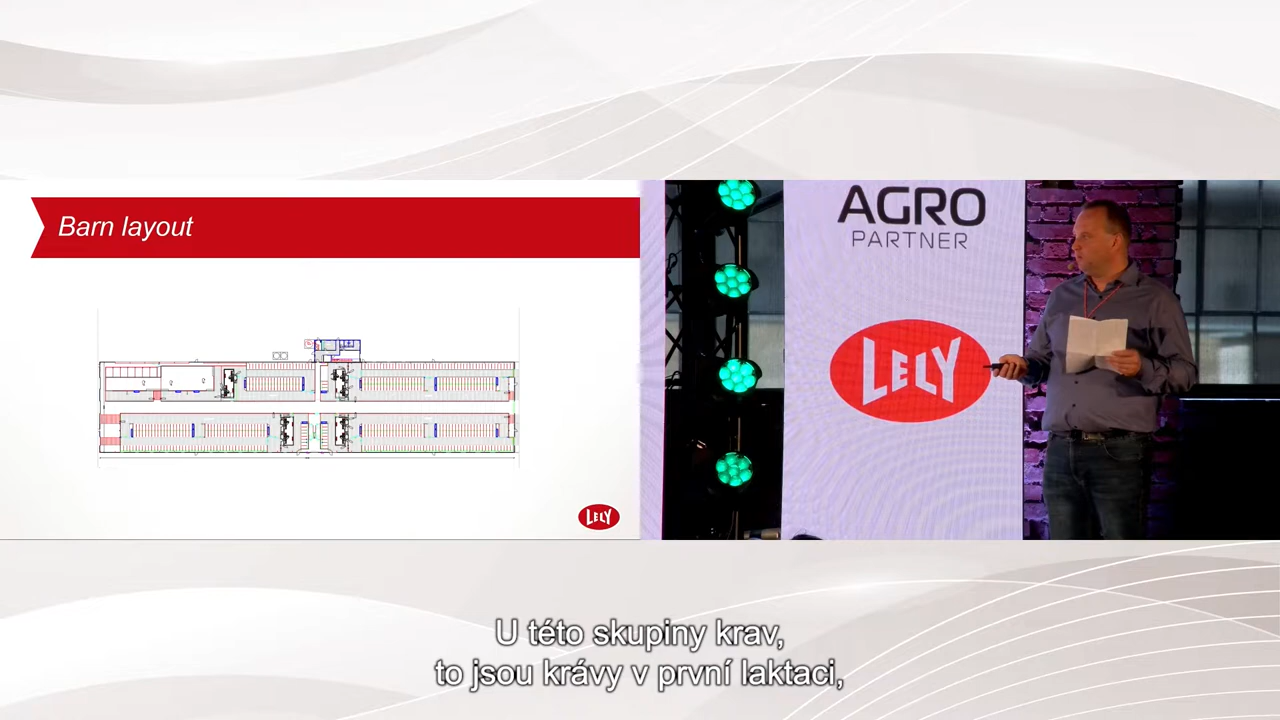 Barn layout
LELY
AGRO
PARTNER
LELY
U této skupiny krav,
to jsou krávy v první laktaci,